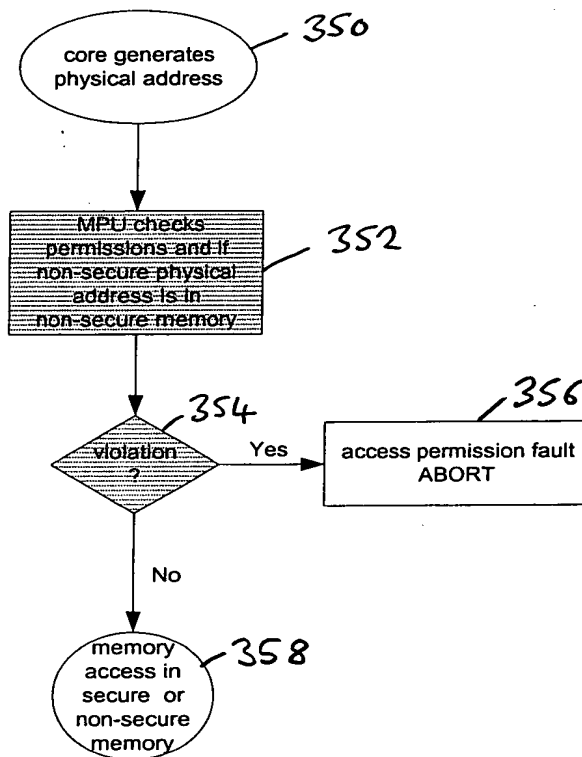 350
core generates
physical address
MPU checks
permissions and if
non-secure physical
address is in
non-secure memory
352
354
356
violation
?
Yes
access permission fault
ABORT
No
memory
access in
secure or
non-secure
memory
358